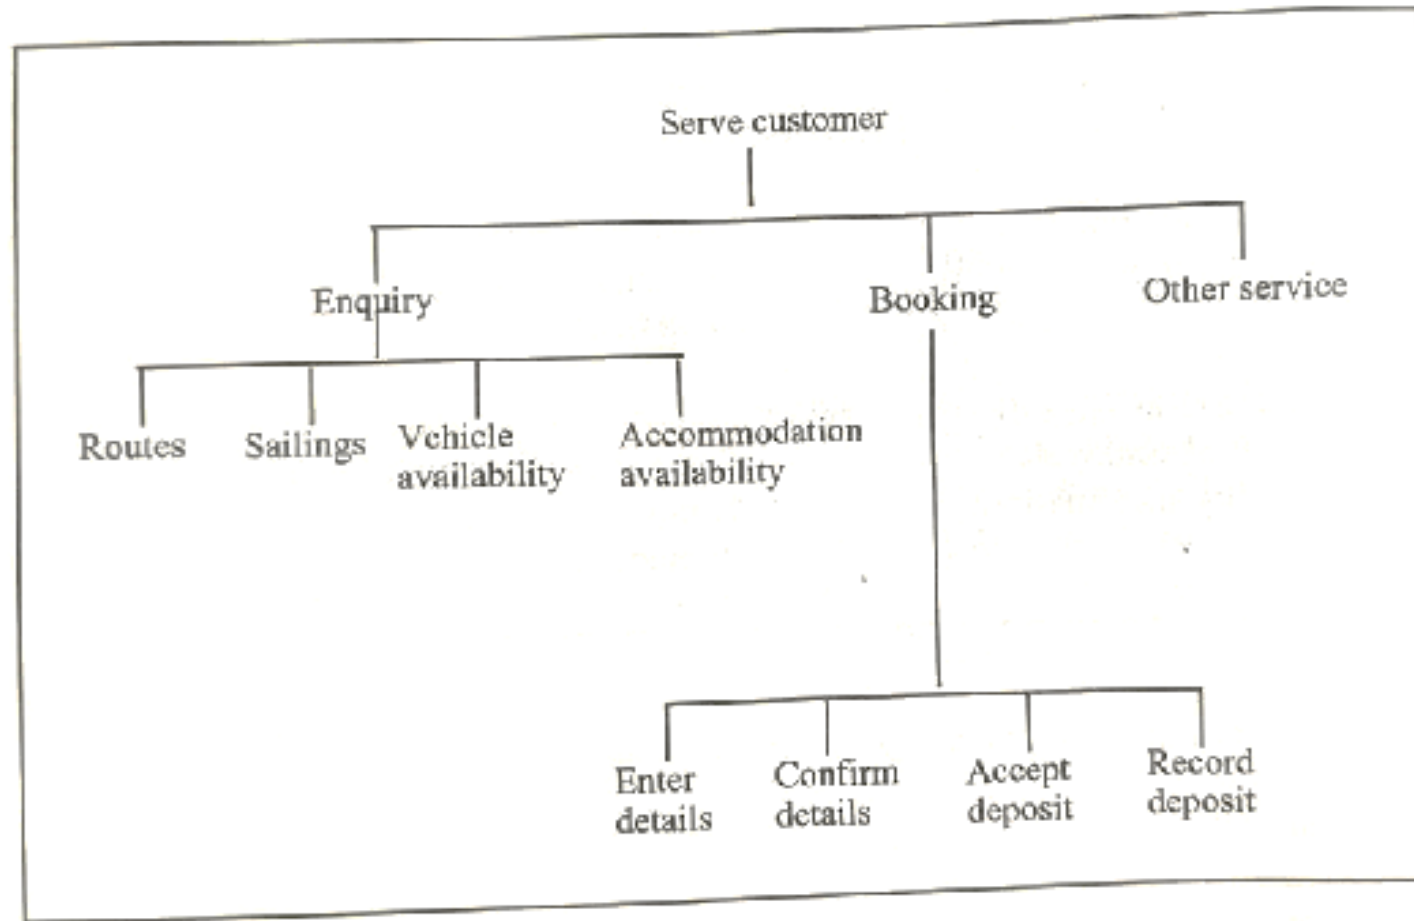 Serve customer
Enquiry
Booking
Other service
Routes
Sailings
Vehicle
availability
Accommodation
availability
Enter
details
Confirm
details
Accept
deposit
Record
deposit